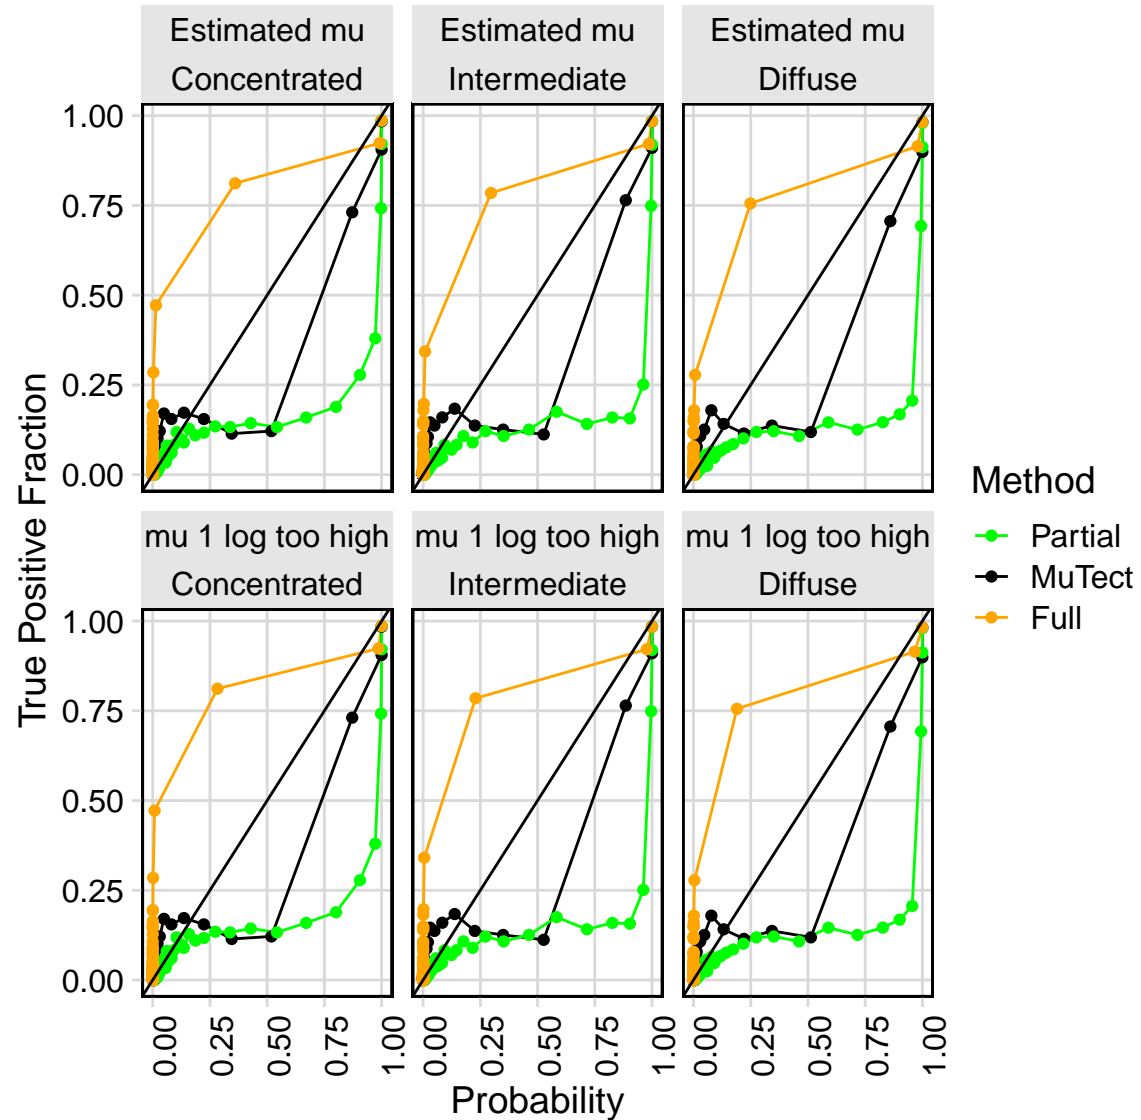 Estimated mu
Concentrated
Estimated mu
Intermediate
Estimated mu
Diffuse
1.00
0.75
0.50
0.25
0.00
mu 1 log too high
Concentrated
mu 1 log too high
Intermediate
mu 1 log too high
Diffuse
1.00
0.75
0.50
0.25
0.00
True Positive Fraction
0.00
0.25
0.50
0.75
1.00
0.00
0.25
0.50
0.75
1.00
0.00
0.25
0.50
0.75
1.00
Probability
Method
Partial
MuTect
Full